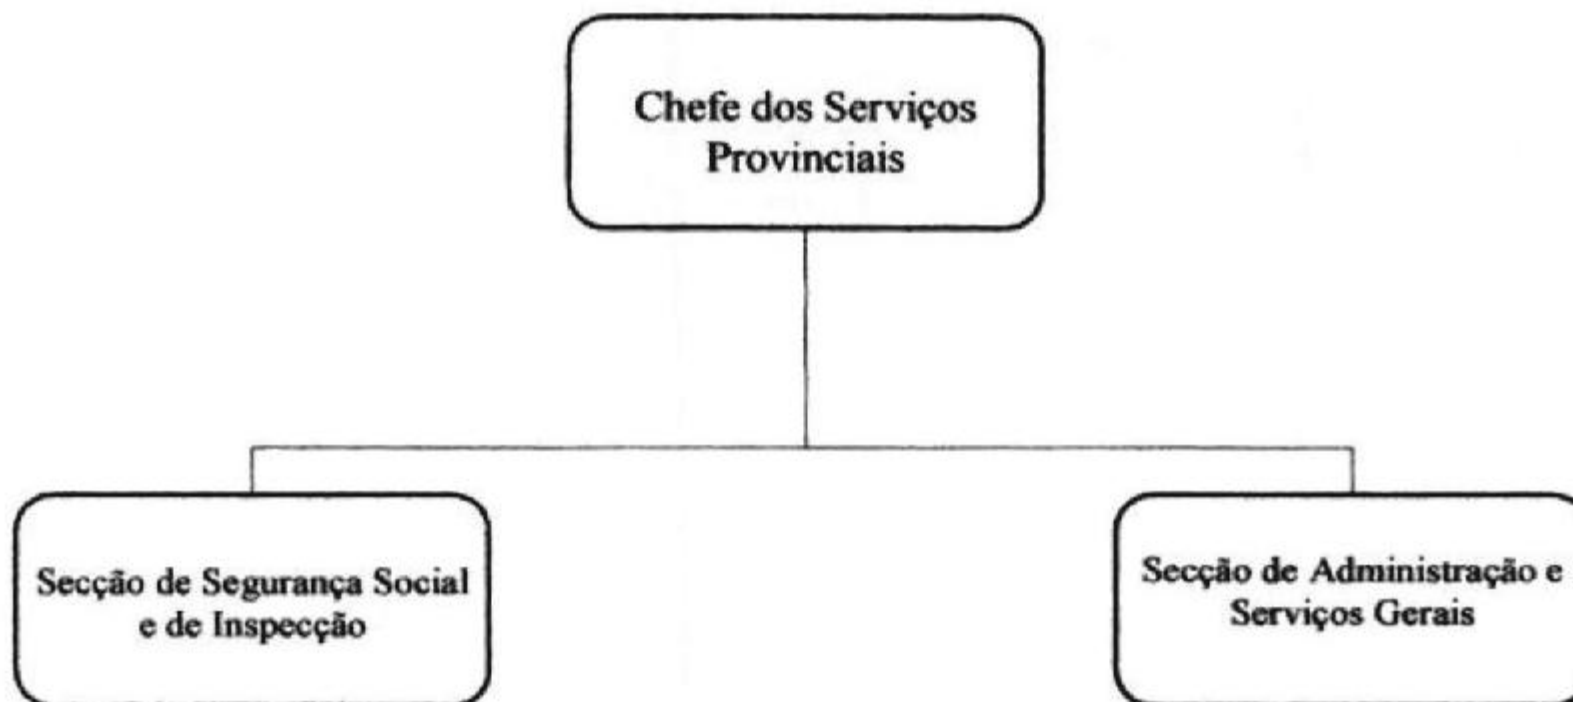 Chefe dos Serviços
Provinciais
Secção de Segurança Social
e de Inspecção
Secção de Administração e
Serviços Gerais